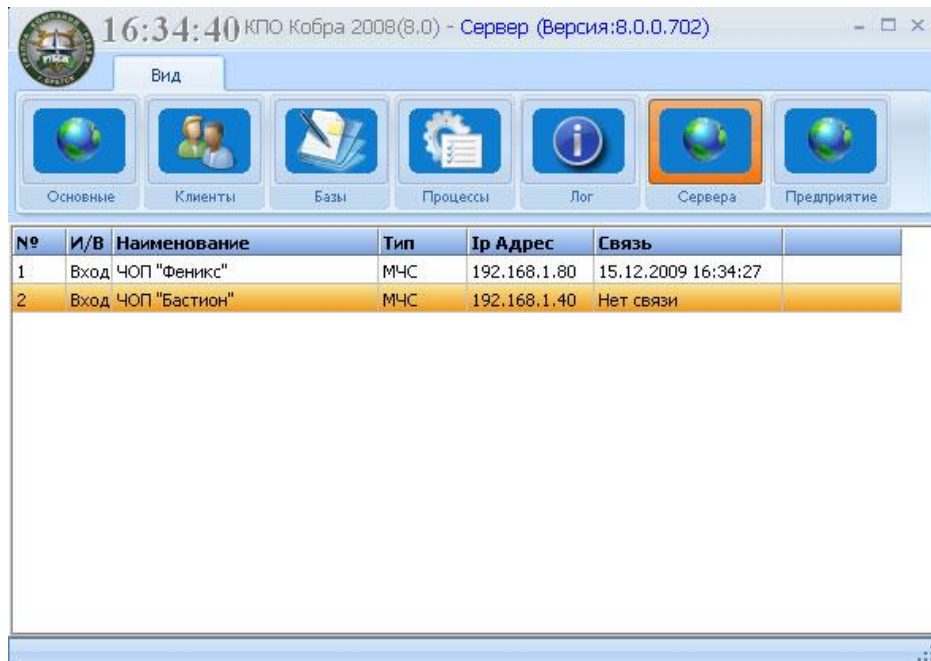 16:34:40 КПО Кобра 2008(8.0) - Сервер (Версия:8.0.0.702)
Вид
Основные Клиенты Базы Процессы Лог Сервера Предприятие
№ И/В Наименование Тип Ip Адрес Связь
1 Вход ЧОП "Феникс" МЧС 192.168.1.80 15.12.2009 16:34:27
2 Вход ЧОП "Бастион" МЧС 192.168.1.40 Нет связи